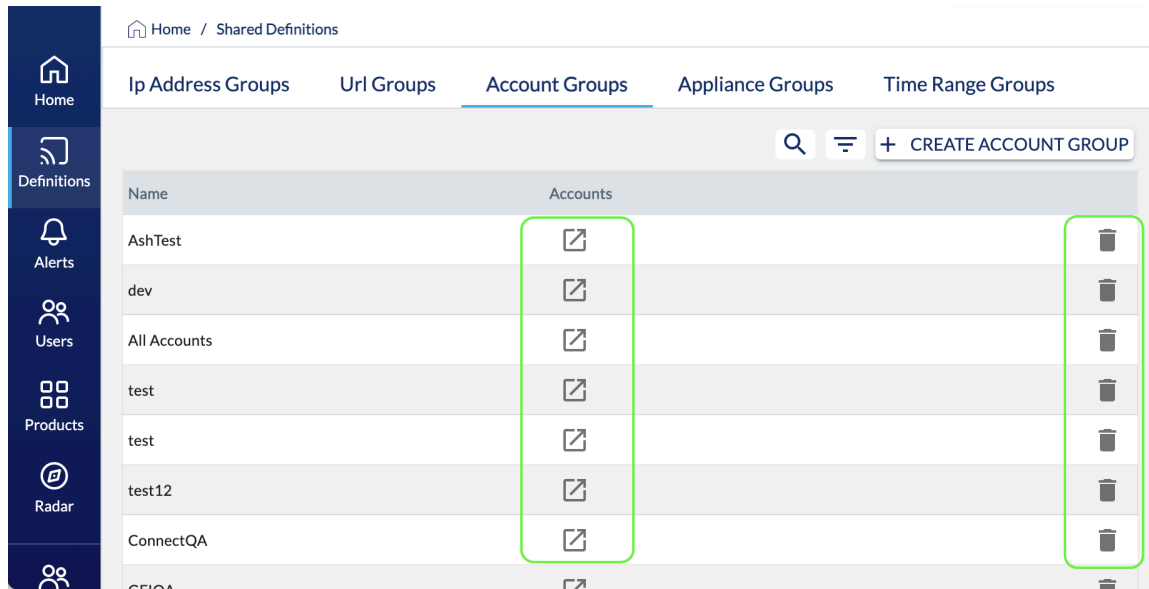 Home / Shared Definitions
Home
Definitions
Alerts
Users
Products
Radar
Ip Address Groups Url Groups Account Groups Appliance Groups Time Range Groups
+ CREATE ACCOUNT GROUP
Name Accounts
AshTest
dev
All Accounts
test
test
test12
ConnectQA